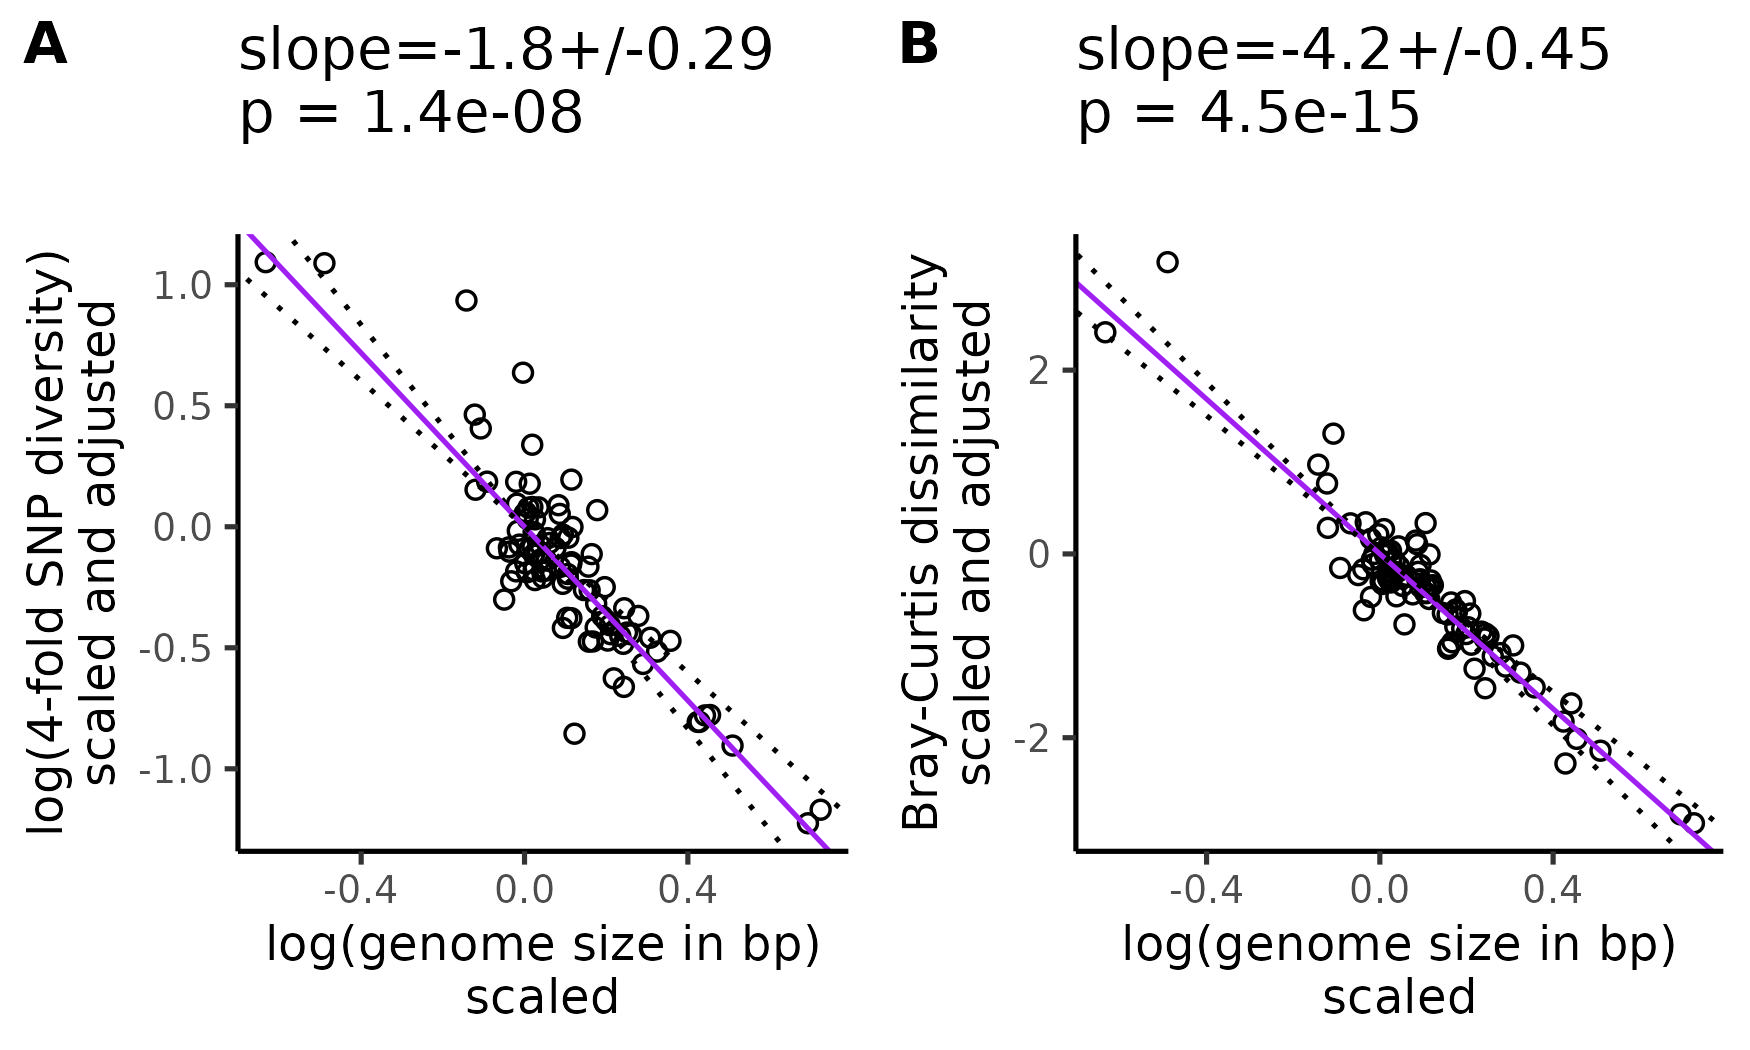 A
slope=-1.8+/-0.29
p = 1.4e-08
log(4-fold SNP diversity)
scaled and adjusted
1.0
0.5
0.0
-0.5
-1.0
-0.4
0.0
0.4
log(genome size in bp)
scaled
B
slope=-4.2+/-0.45
p = 4.5e-15
Bray-Curtis dissimilarity
scaled and adjusted
2
0
-2
-0.4
0.0
0.4
log(genome size in bp)
scaled